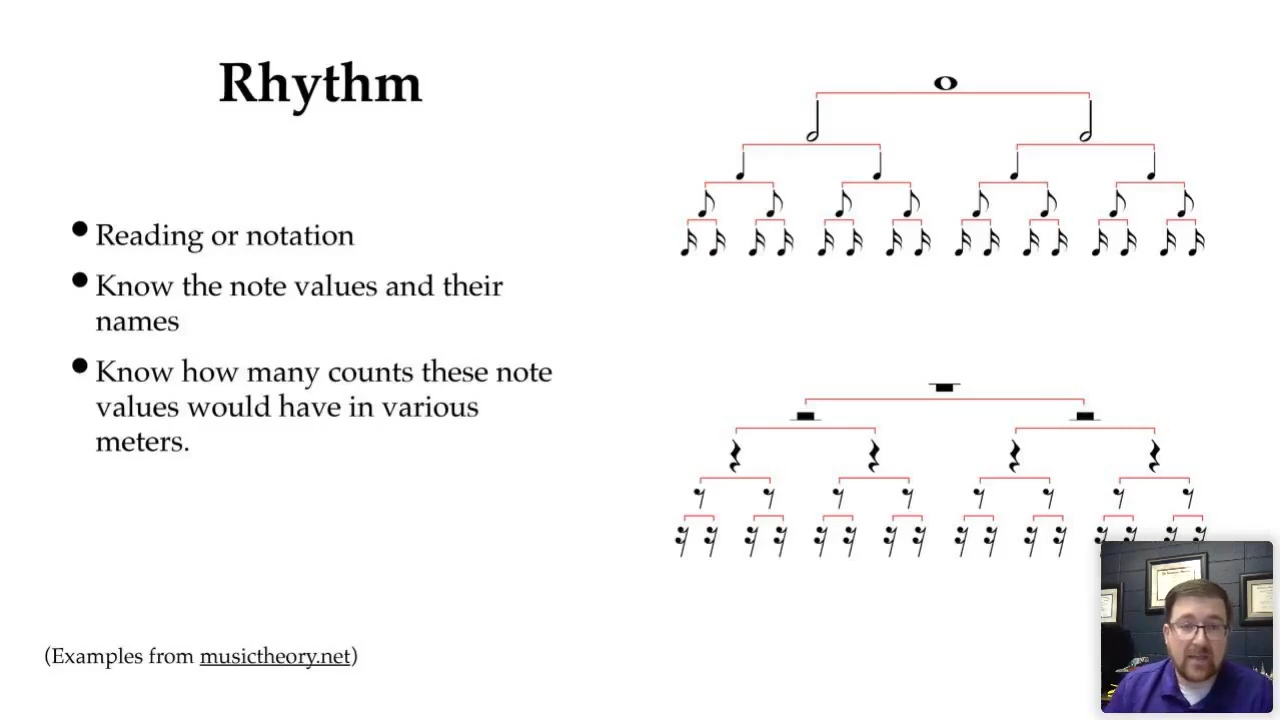 Rhythm
Reading or notation
Know the note values and their
names
Know how many counts these note
values would have in various
meters.
(Examples from musictheory.net)